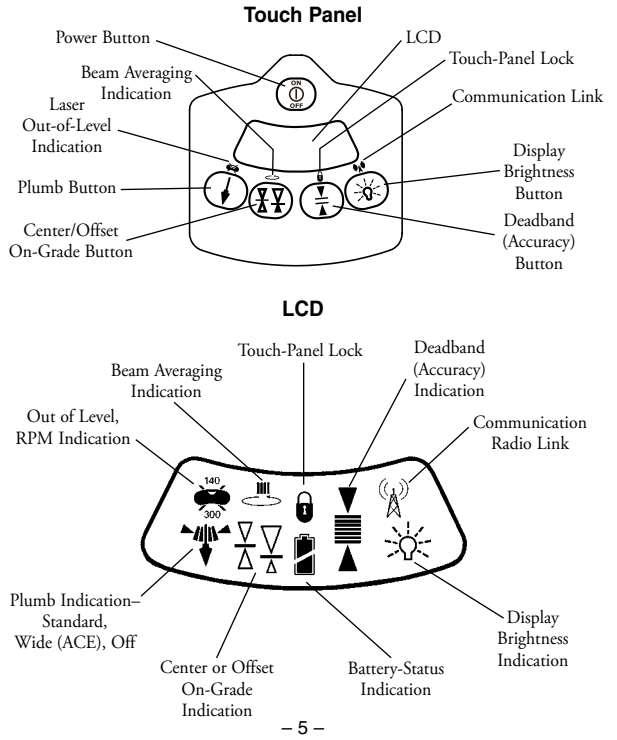 Touch Panel
Power Button
LCD
Touch-Panel Lock
Beam Averaging
Indication
Communication Link
Laser
Out-of-Level
Indication
ON
OFF
Display
Brightness
Button
Plumb Button
Center/Offset
On-Grade Button
Deadband
(Accuracy)
Button
LCD
Touch-Panel Lock
Deadband
(Accuracy)
Indication
Beam Averaging
Indication
Out of Level,
RPM Indication
Communication
Radio Link
140
300
Plumb Indication–
Standard,
Wide (ACE), Off
Display
Brightness
Indication
Center or Offset
On-Grade
Indication
Battery-Status
Indication
– 5 –